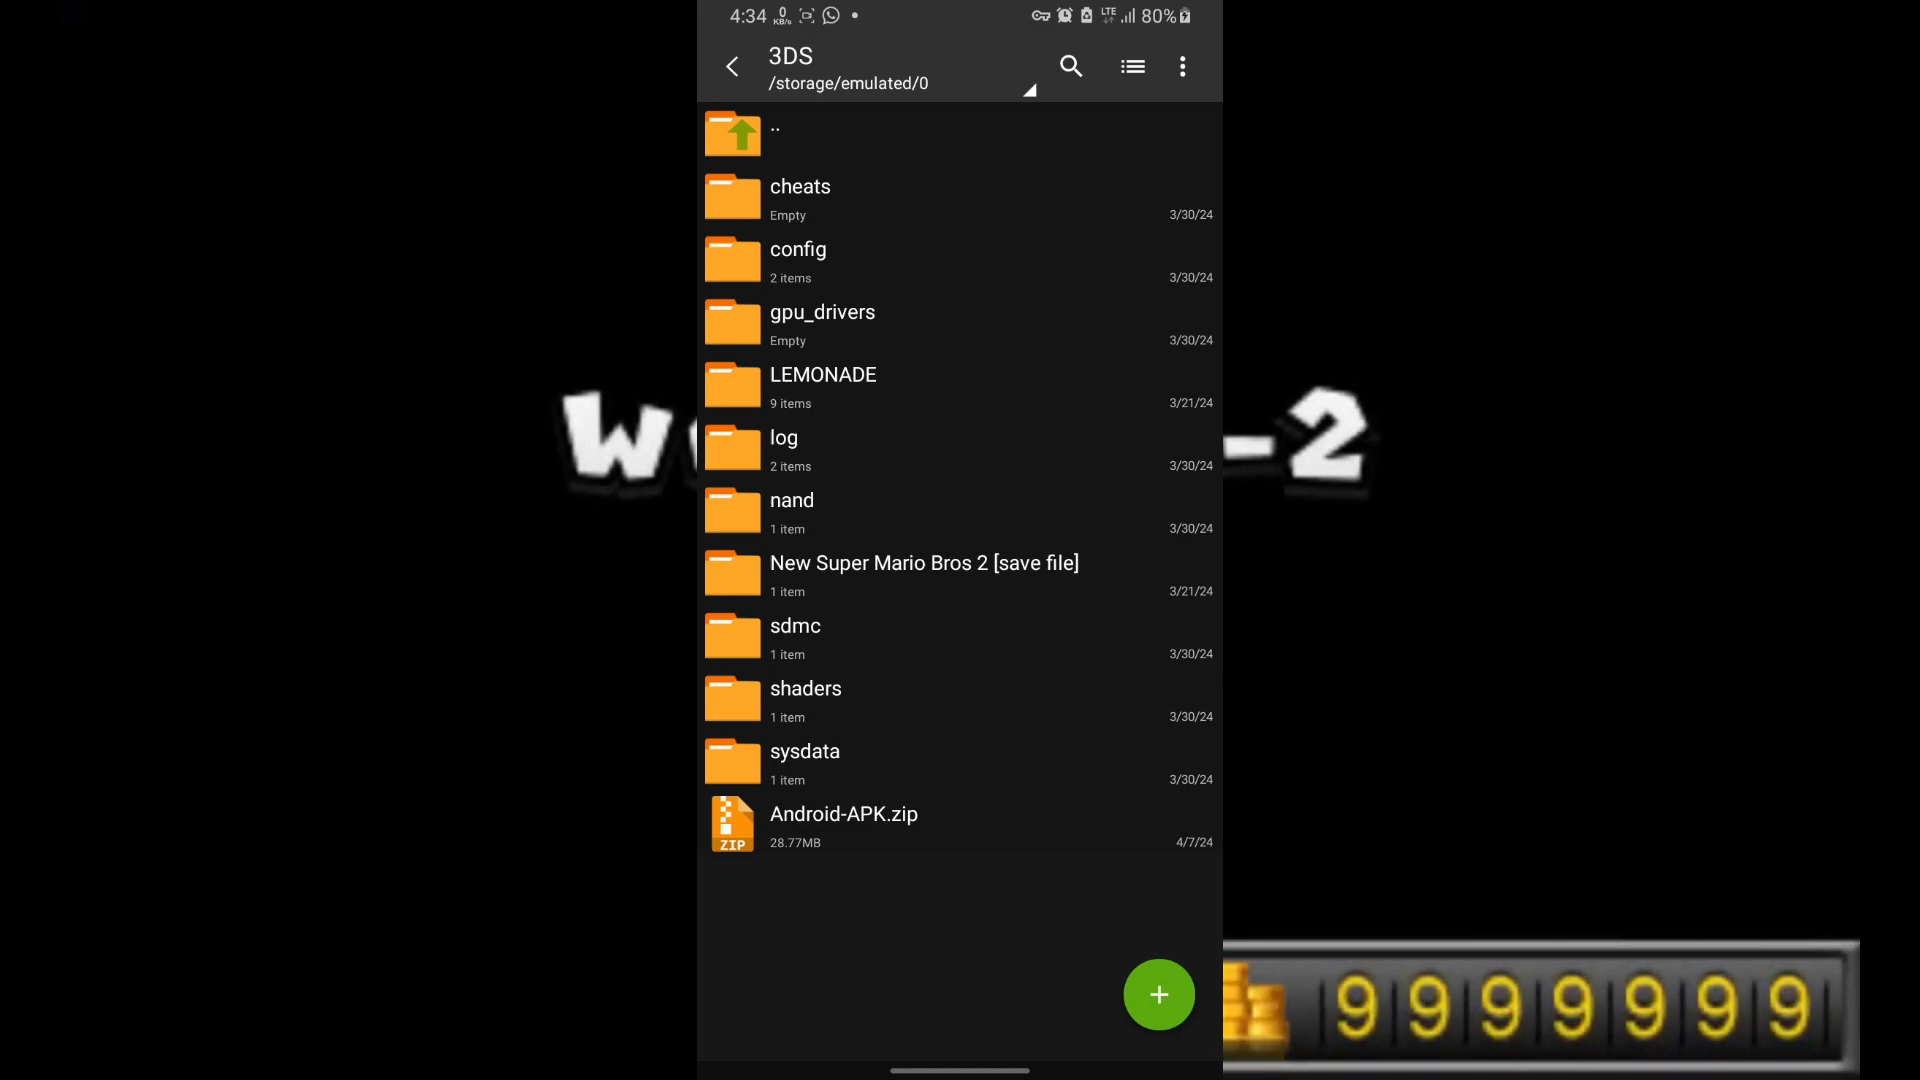 4:34 0 KB/s LTE 80%
3DS
/storage/emulated/0
..
cheats
Empty 3/30/24
config
2 items 3/30/24
gpu_drivers
Empty 3/30/24
LEMONADE
9 items 3/21/24
log
2 items 3/30/24
nand
1 item 3/30/24
New Super Mario Bros 2 [save file]
1 item 3/21/24
sdmc
1 item 3/30/24
shaders
1 item 3/30/24
sysdata
1 item 3/30/24
Android-APK.zip
ZIP 28.77MB 4/7/24
W -2
+
9999999